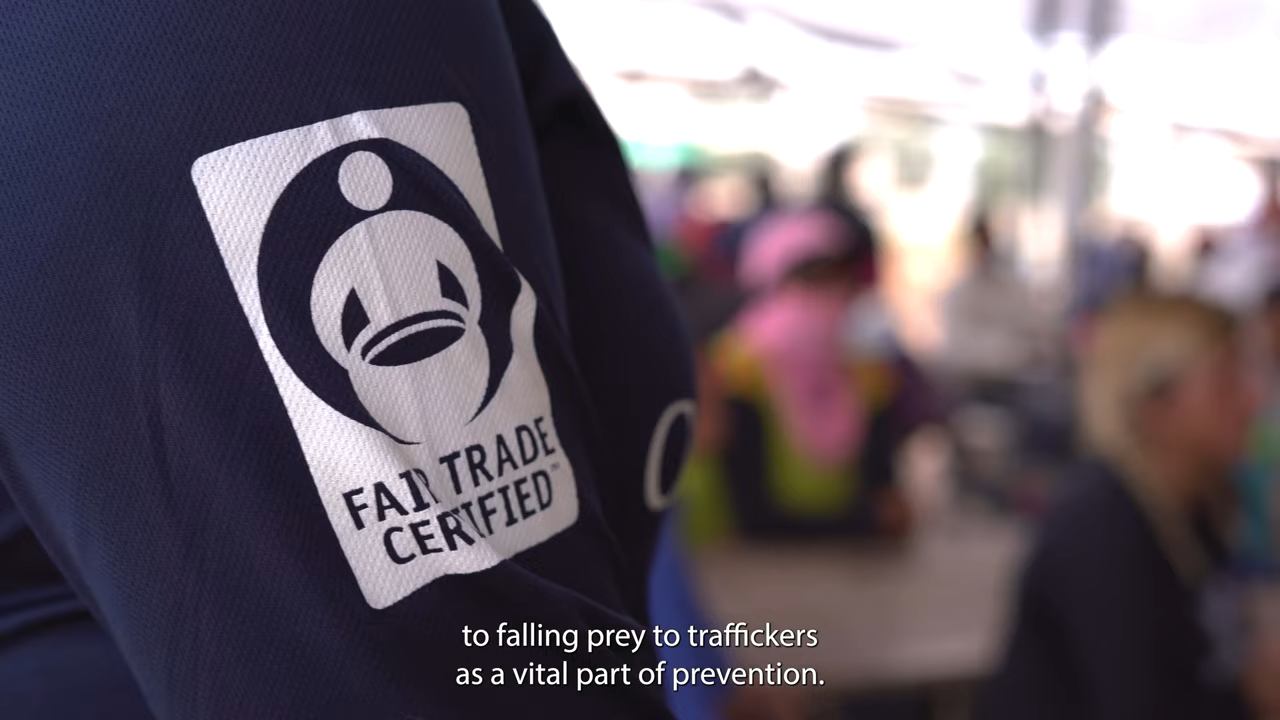 FAIR TRADE
CERTIFIED™
to falling prey to traffickers
as a vital part of prevention.